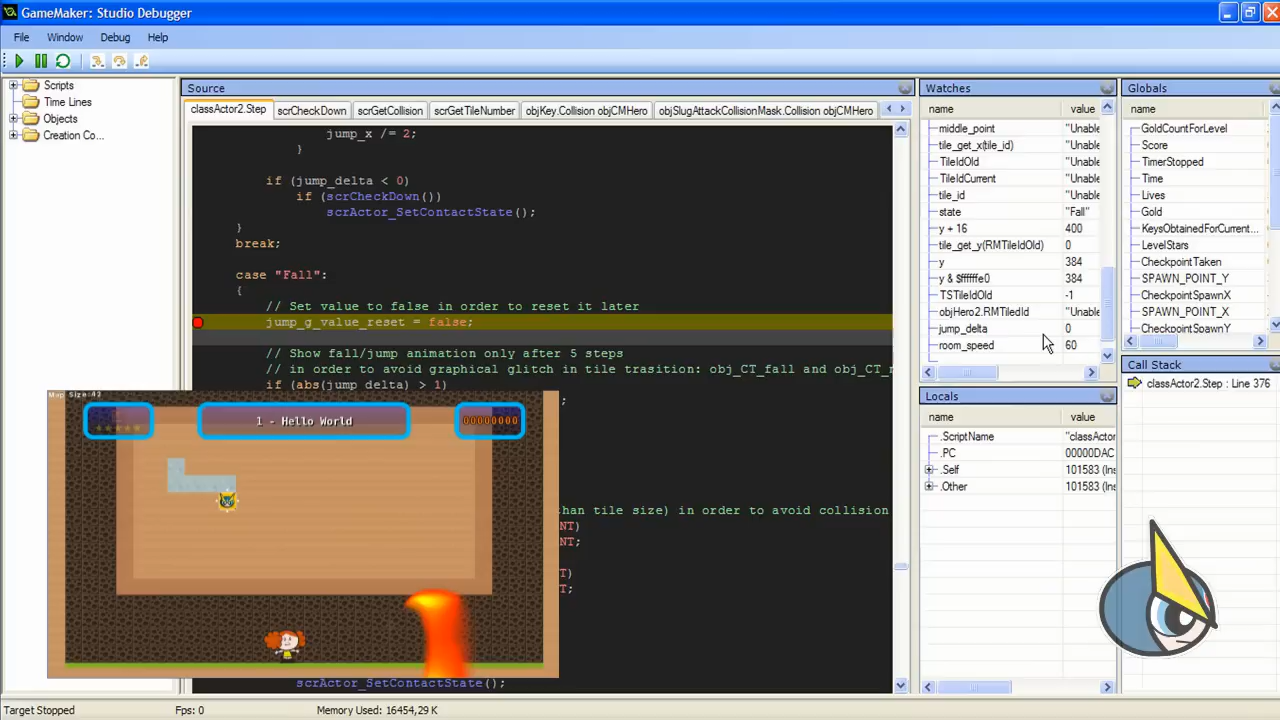 GameMaker: Studio Debugger
File Window Debug Help
Scripts
Time Lines
Objects
Creation Co...
Source
classActor2.Step scrCheckDown scrGetCollision scrGetTileNumber objKey.Collision objCMHero objSlugAttackCollisionMask.Collision objCMHero
jump_x /= 2;
}
if (jump_delta < 0)
if (scrCheckDown())
scrActor_SetContactState();
}
break;
case "Fall":
{
// Set value to false in order to reset it later
jump_g_value_reset = false;
// Show fall/jump animation only after 5 steps
// in order to avoid graphical glitch in tile trasition: obj_CT_fall and obj_CT_r
if (abs(jump_delta) > 1)
;
han tile size) in order to avoid collision
NT)
NT;
T)
T;
scrActor_SetContactState();
Map Size:43
1 - Hello World
00000000
Watches
name value
middle_point "Unable
tile_get_x(tile_id) "Unable
TileIdOld "Unable
TileIdCurrent "Unable
tile_id "Unable
state "Fall"
y + 16 400
tile_get_y(RMTileIdOld) 0
y 384
y & $ffffffe0 384
TSTileIdOld -1
objHero2.RMTileId "Unable
jump_delta 0
room_speed 60
Locals
name value
.ScriptName "classActor
.PC 00000DAC
.Self 101583 (Ins
.Other 101583 (Ins
Globals
name
GoldCountForLevel
Score
TimerStopped
Time
Lives
Gold
KeysObtainedForCurrent...
LevelStars
CheckpointTaken
SPAWN_POINT_Y
CheckpointSpawnX
SPAWN_POINT_X
CheckpointSpawnY
Call Stack
classActor2.Step : Line 376
Target Stopped Fps: 0 Memory Used: 16454,29 K